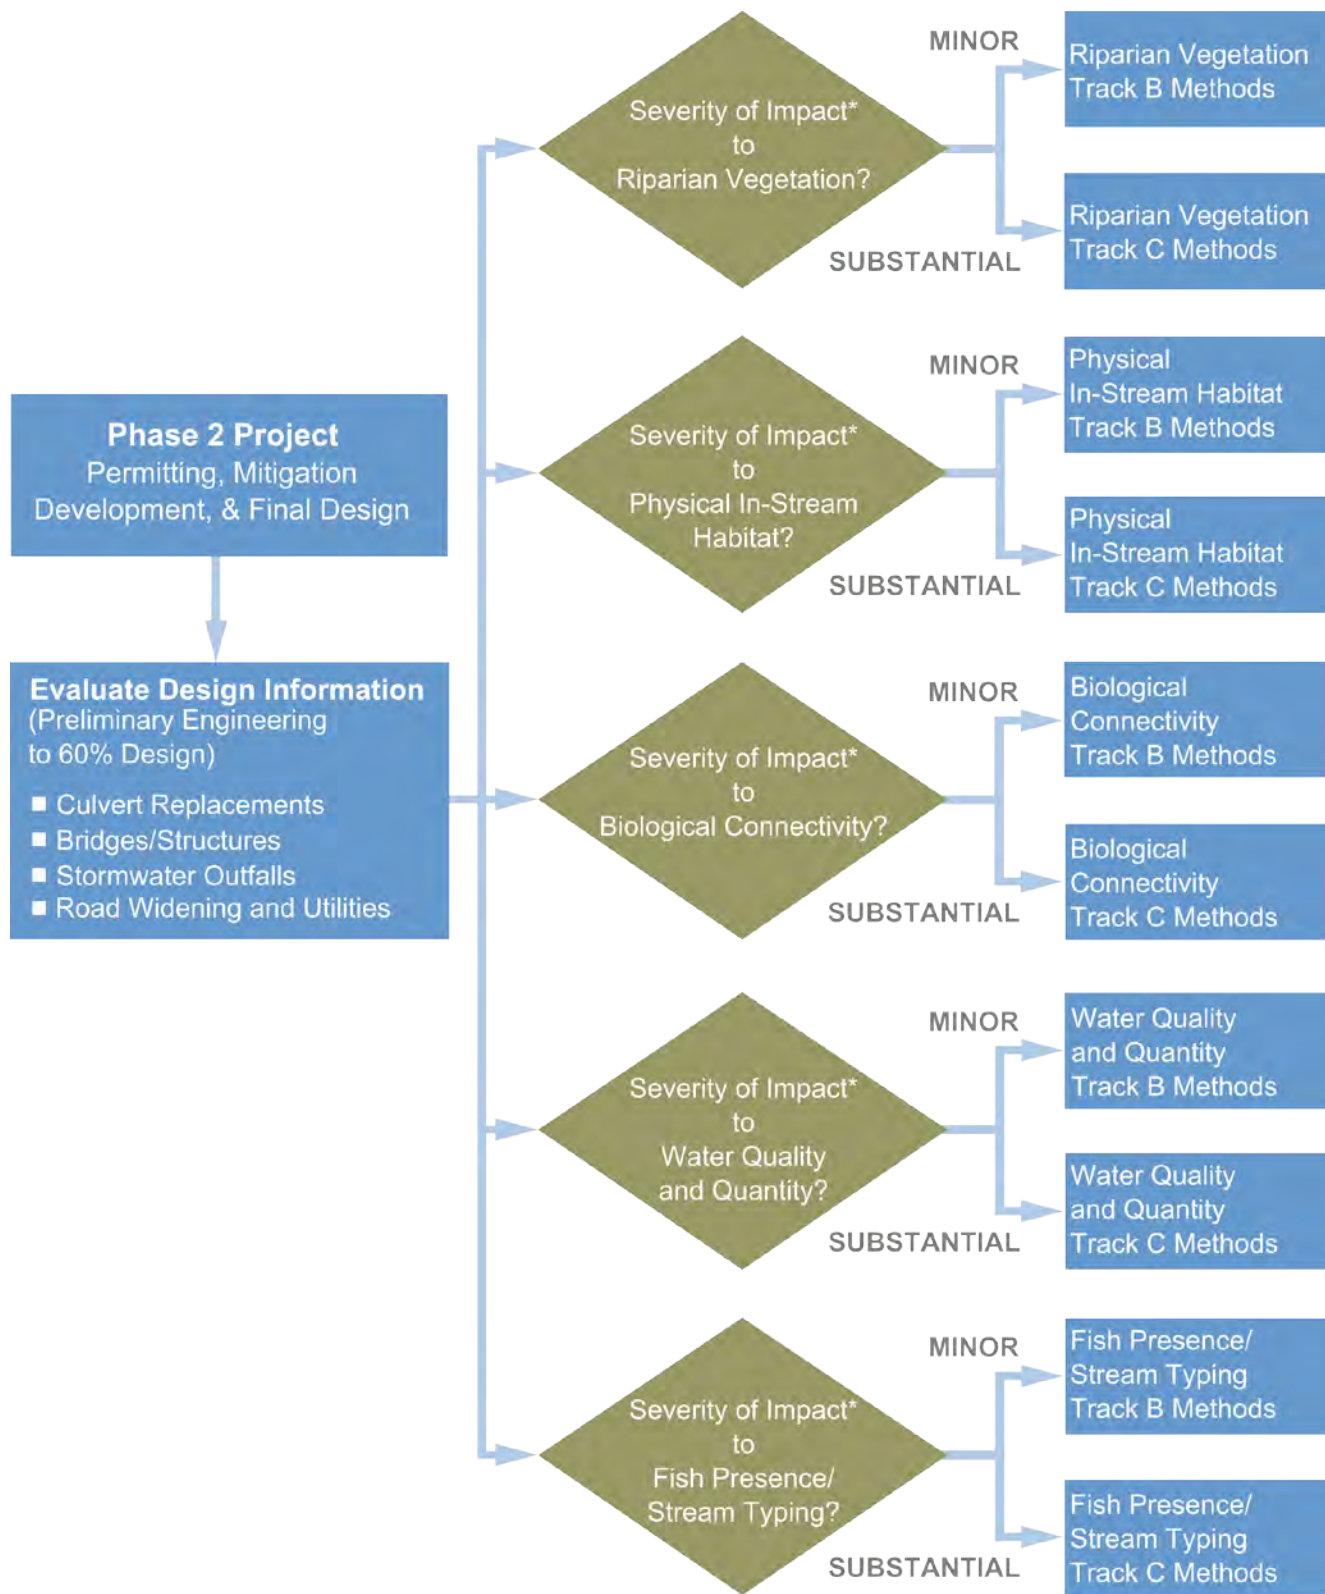 Phase 2 Project
Permitting, Mitigation
Development, & Final Design
Evaluate Design Information
(Preliminary Engineering
to 60% Design)
■ Culvert Replacements
■ Bridges/Structures
■ Stormwater Outfalls
■ Road Widening and Utilities
Severity of Impact*
to
Riparian Vegetation?
MINOR
Riparian Vegetation
Track B Methods
SUBSTANTIAL
Riparian Vegetation
Track C Methods
Severity of Impact*
to
Physical In-Stream
Habitat?
MINOR
Physical
In-Stream Habitat
Track B Methods
SUBSTANTIAL
Physical
In-Stream Habitat
Track C Methods
Severity of Impact*
to
Biological Connectivity?
MINOR
Biological
Connectivity
Track B Methods
SUBSTANTIAL
Biological
Connectivity
Track C Methods
Severity of Impact*
to
Water Quality
and Quantity?
MINOR
Water Quality
and Quantity
Track B Methods
SUBSTANTIAL
Water Quality
and Quantity
Track C Methods
Severity of Impact*
to
Fish Presence/
Stream Typing?
MINOR
Fish Presence/
Stream Typing
Track B Methods
SUBSTANTIAL
Fish Presence/
Stream Typing
Track C Methods